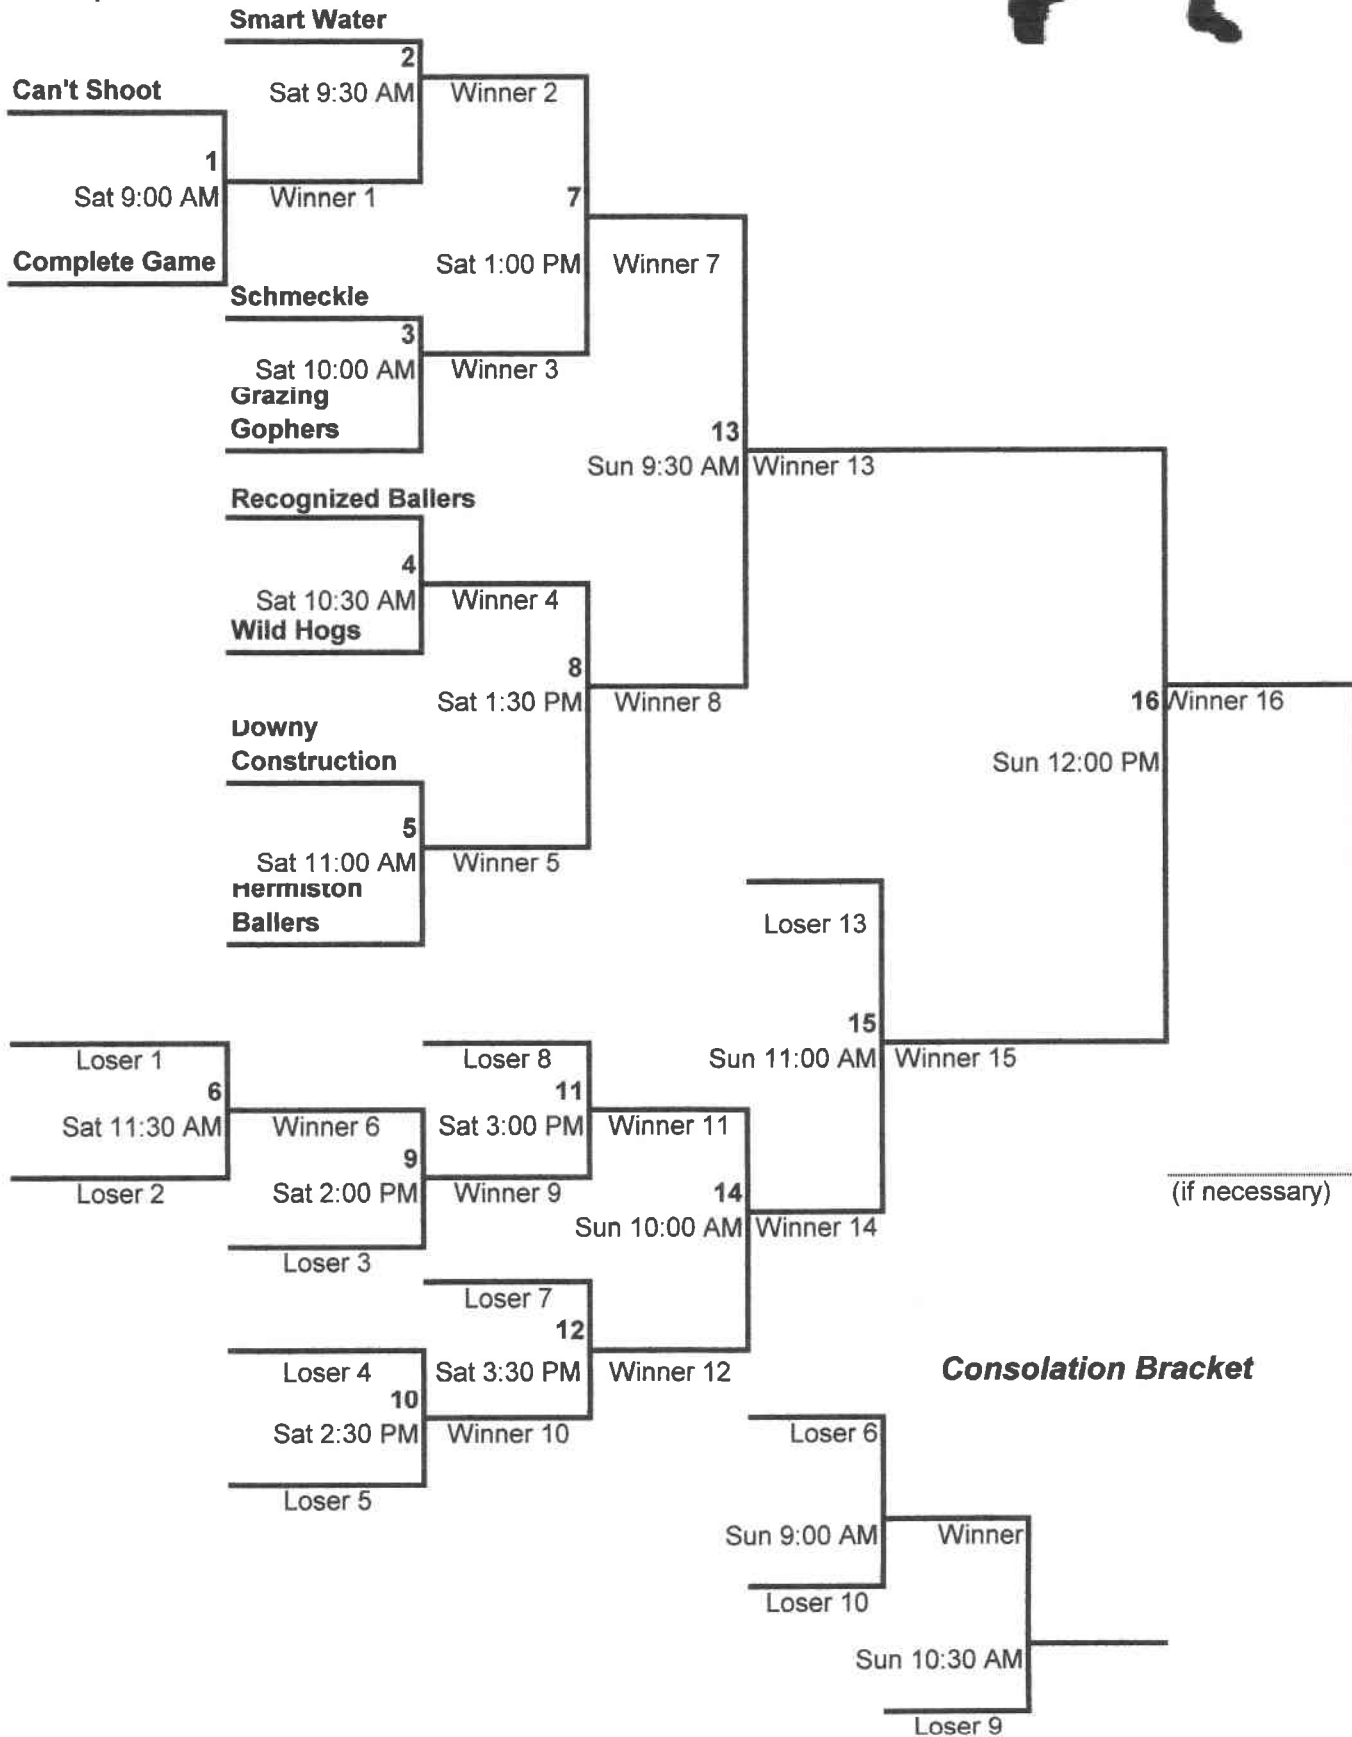 Smart Water
2
Can't Shoot
Sat 9:30 AM
Winner 2
1
Sat 9:00 AM
Winner 1
7
Complete Game
Sat 1:00 PM
Winner 7
Schmeckle
3
Sat 10:00 AM
Winner 3
Grazing
Gophers
13
Sun 9:30 AM
Winner 13
Recognized Ballers
4
Sat 10:30 AM
Winner 4
Wild Hogs
8
Sat 1:30 PM
Winner 8
16
Winner 16
Downy
Construction
Sun 12:00 PM
5
Sat 11:00 AM
Winner 5
Hermiston
Ballers
Loser 13
15
Sun 11:00 AM
Winner 15
Loser 1
Loser 8
6
11
Sat 11:30 AM
Winner 6
Sat 3:00 PM
Winner 11
9
Loser 2
Sat 2:00 PM
Winner 9
14
(if necessary)
Sun 10:00 AM
Winner 14
Loser 3
Loser 7
12
Loser 4
Sat 3:30 PM
Winner 12
Consolation Bracket
10
Sat 2:30 PM
Winner 10
Loser 6
Loser 5
Sun 9:00 AM
Winner
Loser 10
Sun 10:30 AM
Loser 9